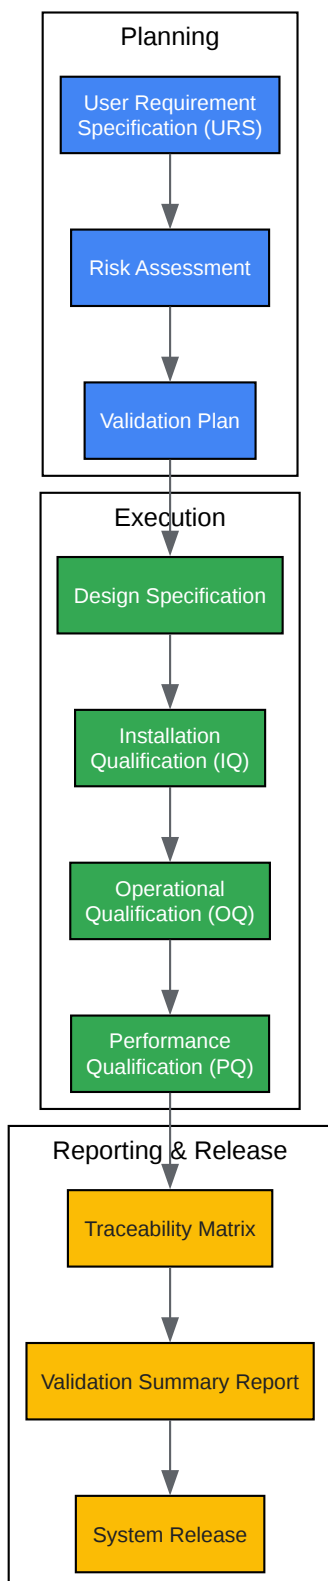 Planning
User Requirement
Specification (URS)
Risk Assessment
Validation Plan
Execution
Design Specification
Installation
Qualification (IQ)
Operational
Qualification (OQ)
Performance
Qualification (PQ)
Reporting & Release
Traceability Matrix
Validation Summary Report
System Release